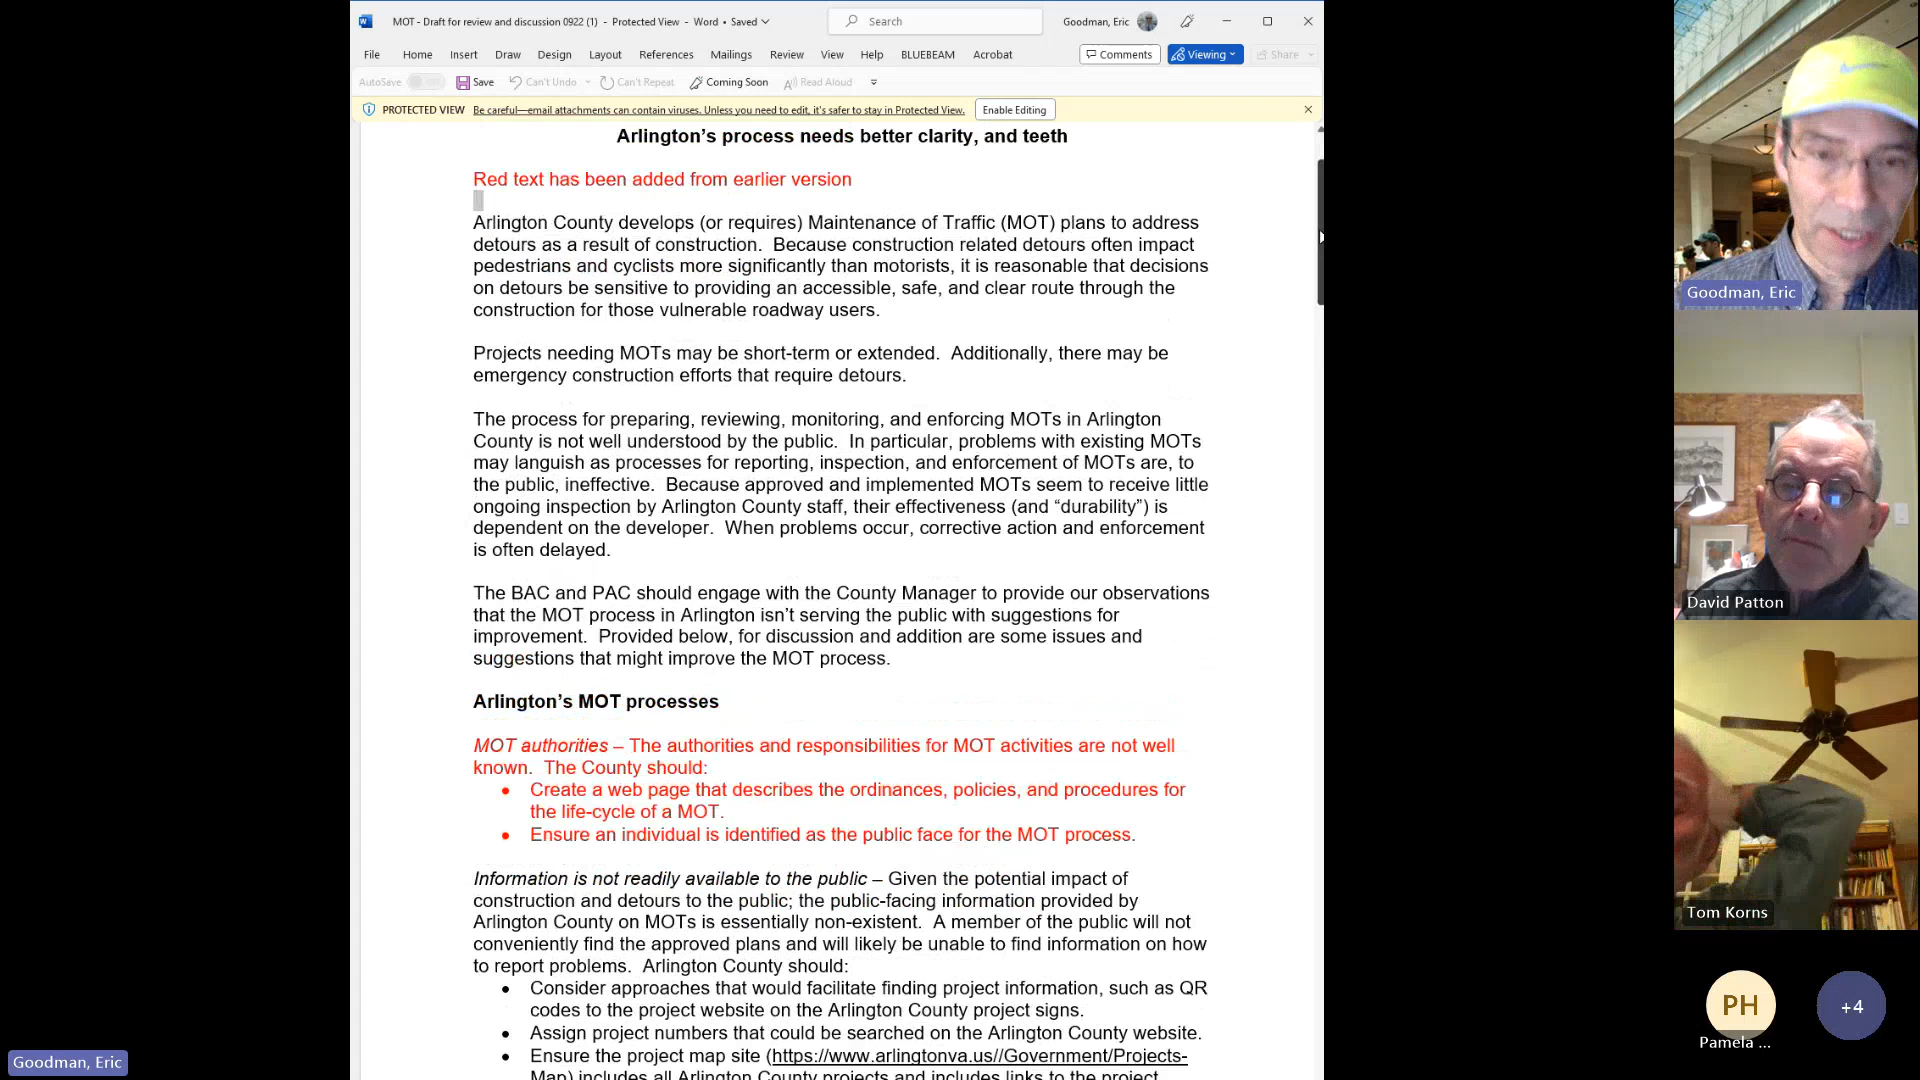 MOT - Draft for review and discussion 0922 (1) - Protected View - Word • Saved
Search
Goodman, Eric
File Home Insert Draw Design Layout References Mailings Review View Help BLUEBEAM Acrobat
Comments Viewing Share
AutoSave Save Can't Undo Can't Repeat Coming Soon Read Aloud
PROTECTED VIEW Be careful—email attachments can contain viruses. Unless you need to edit, it's safer to stay in Protected View. Enable Editing
Arlington's process needs better clarity, and teeth
Red text has been added from earlier version
Arlington County develops (or requires) Maintenance of Traffic (MOT) plans to address
detours as a result of construction. Because construction related detours often impact
pedestrians and cyclists more significantly than motorists, it is reasonable that decisions
on detours be sensitive to providing an accessible, safe, and clear route through the
construction for those vulnerable roadway users.
Projects needing MOTs may be short-term or extended. Additionally, there may be
emergency construction efforts that require detours.
The process for preparing, reviewing, monitoring, and enforcing MOTs in Arlington
County is not well understood by the public. In particular, problems with existing MOTs
may languish as processes for reporting, inspection, and enforcement of MOTs are, to
the public, ineffective. Because approved and implemented MOTs seem to receive little
ongoing inspection by Arlington County staff, their effectiveness (and “durability”) is
dependent on the developer. When problems occur, corrective action and enforcement
is often delayed.
The BAC and PAC should engage with the County Manager to provide our observations
that the MOT process in Arlington isn’t serving the public with suggestions for
improvement. Provided below, for discussion and addition are some issues and
suggestions that might improve the MOT process.
Arlington’s MOT processes
MOT authorities – The authorities and responsibilities for MOT activities are not well
known. The County should:
• Create a web page that describes the ordinances, policies, and procedures for
the life-cycle of a MOT.
• Ensure an individual is identified as the public face for the MOT process.
Information is not readily available to the public – Given the potential impact of
construction and detours to the public; the public-facing information provided by
Arlington County on MOTs is essentially non-existent. A member of the public will not
conveniently find the approved plans and will likely be unable to find information on how
to report problems. Arlington County should:
• Consider approaches that would facilitate finding project information, such as QR
codes to the project website on the Arlington County project signs.
• Assign project numbers that could be searched on the Arlington County website.
• Ensure the project map site (https://www.arlingtonva.us//Government/Projects-
Map) includes all Arlington County projects and includes links to the project
Goodman, Eric
David Patton
Tom Korns
PH
Pamela ...
+4
Goodman, Eric